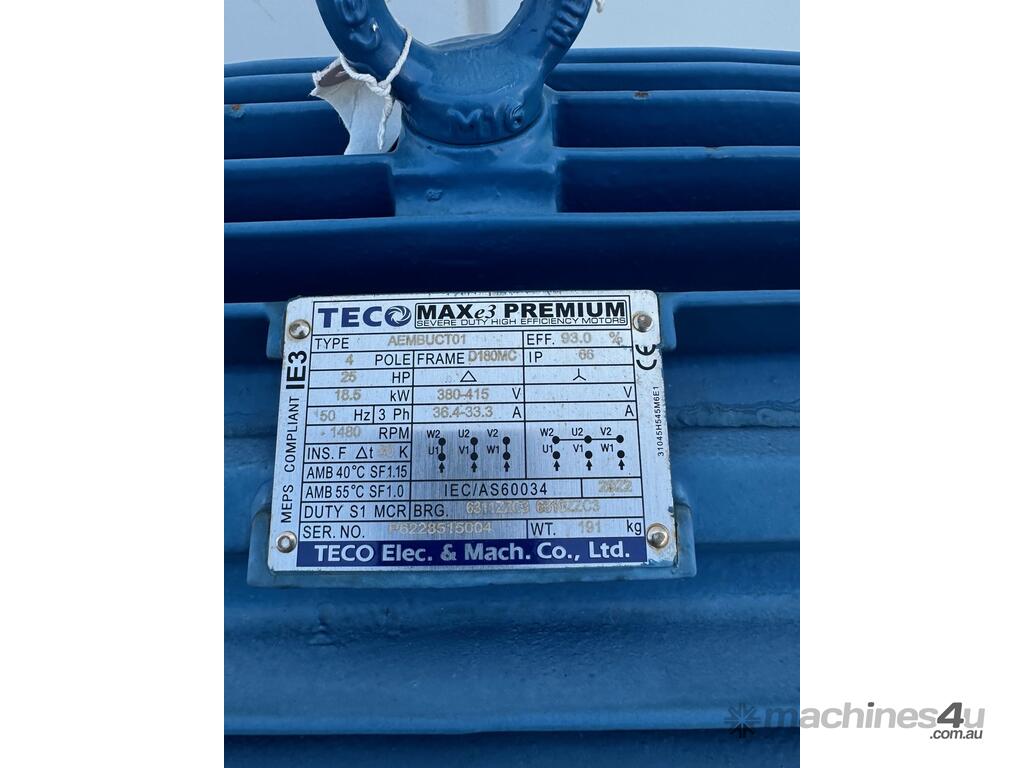 M16
TECO MAXe3 PREMIUM
SEVERE DUTY HIGH EFFICIENCY MOTORS
TYPE AEMBUCT01 EFF. 93.0 %
4 POLE FRAME D180MC IP 66
25 HP △ ⅄
18.5 kW 380-415 V V
50 Hz 3 Ph 36.4-33.3 A A
1480 RPM W2 U2 V2 W2 U2 V2
INS. F Δt K U1 V1 W1 U1 V1 W1
AMB 40°C SF1.15
AMB 55°C SF1.0 IEC/AS60034 2022
DUTY S1 MCR BRG. 6311ZZC3
SER. NO. WT. 191 kg
TECO Elec. & Mach. Co., Ltd.
MEPS COMPLIANT IE3
CE
31045H545M6E1
machines4u
.com.au